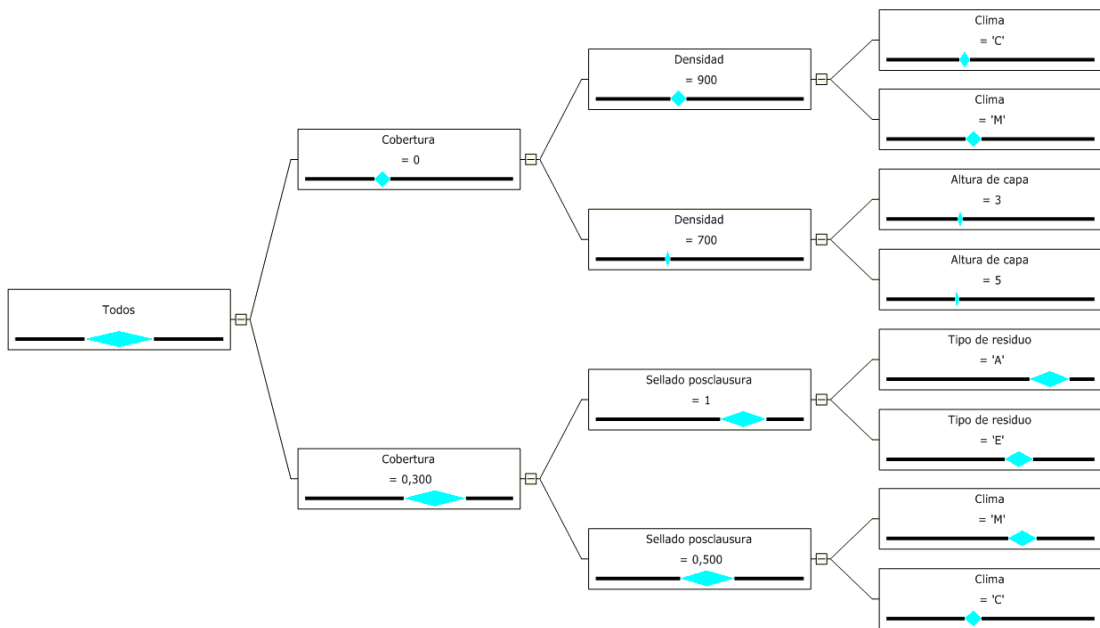 Todos
Cobertura
= 0
Cobertura
= 0,300
Densidad
= 900
Densidad
= 700
Sellado posclausura
= 1
Sellado posclausura
= 0,500
Clima
= 'C'
Clima
= 'M'
Altura de capa
= 3
Altura de capa
= 5
Tipo de residuo
= 'A'
Tipo de residuo
= 'E'
Clima
= 'M'
Clima
= 'C'